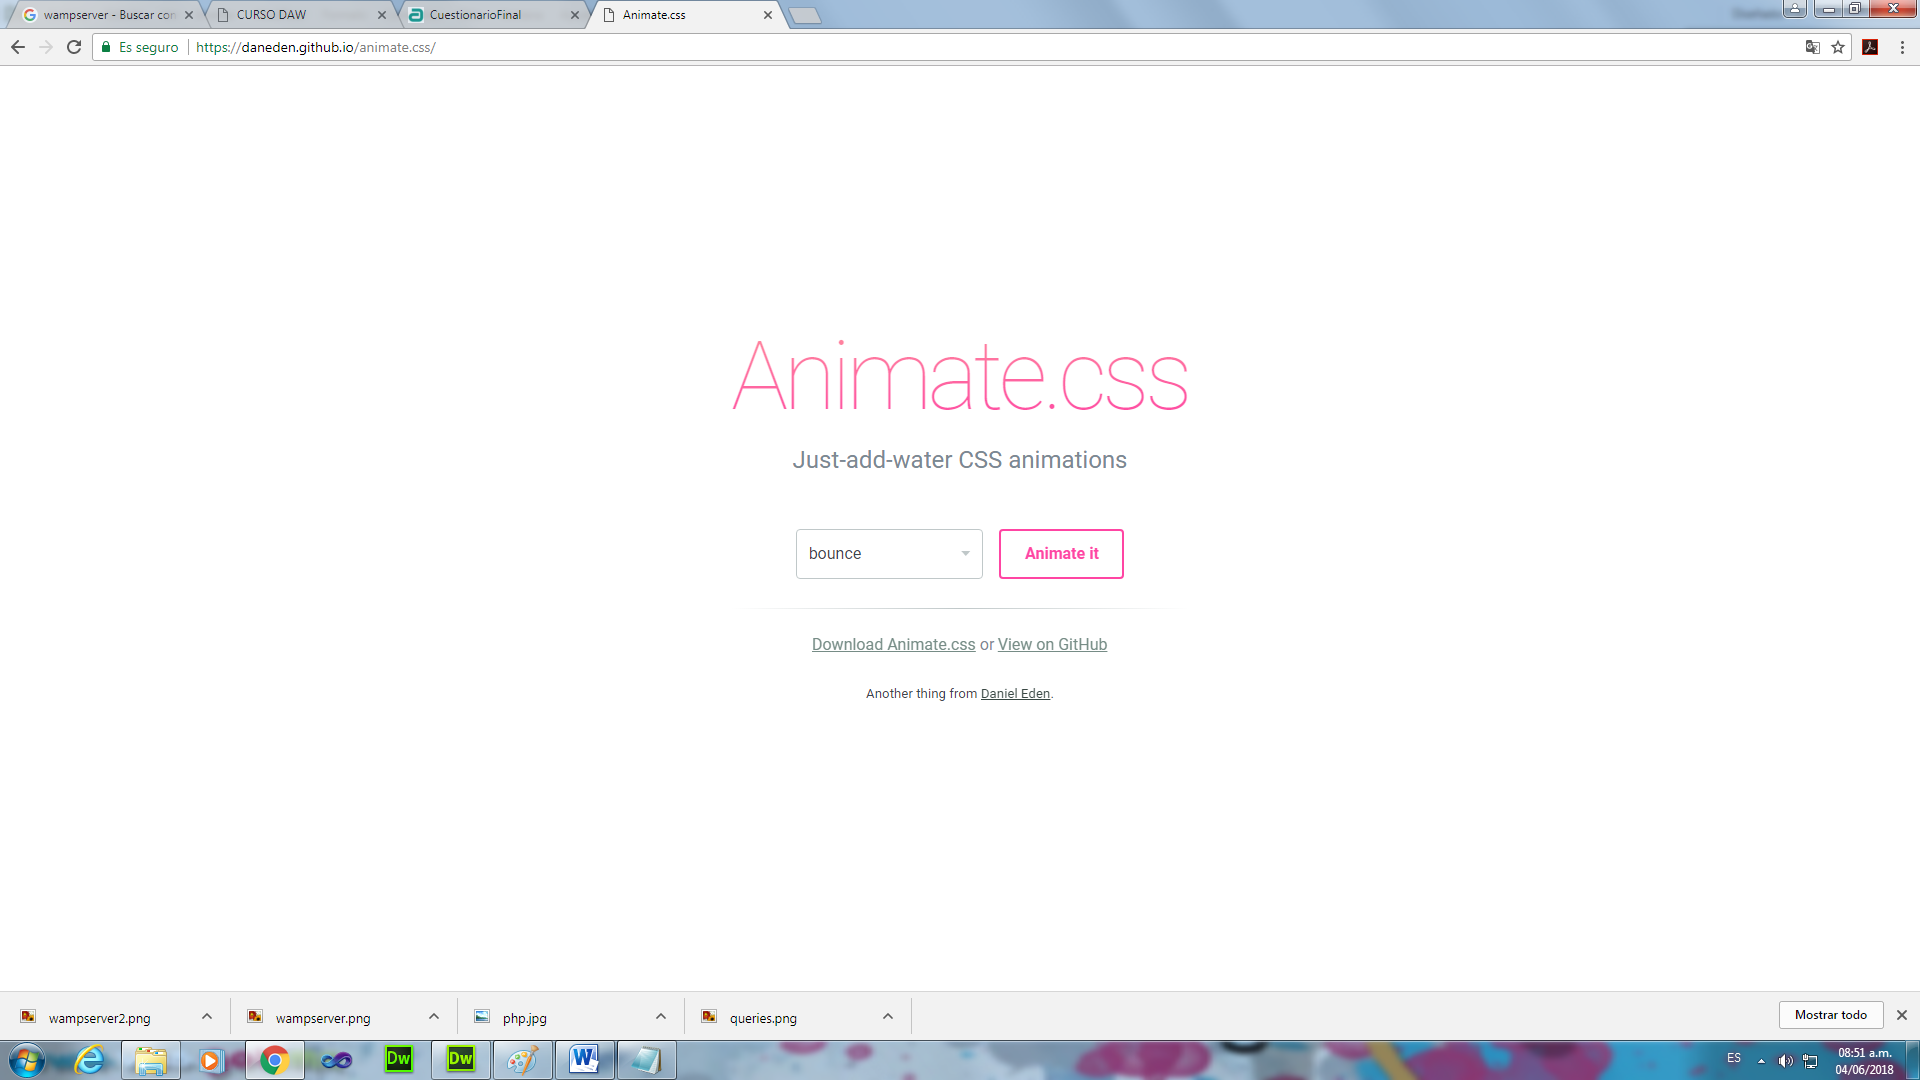 wampserver - Buscar con
CURSO DAW
CuestionarioFinal
Animate.css
Es seguro
https://daneden.github.io/animate.css/
Animate.css
Just-add-water CSS animations
bounce
Animate it
Download Animate.css or View on GitHub
Another thing from Daniel Eden.
wampserver2.png
wampserver.png
php.jpg
queries.png
Mostrar todo
Dw
Dw
W
ES
08:51 a.m.
04/06/2018